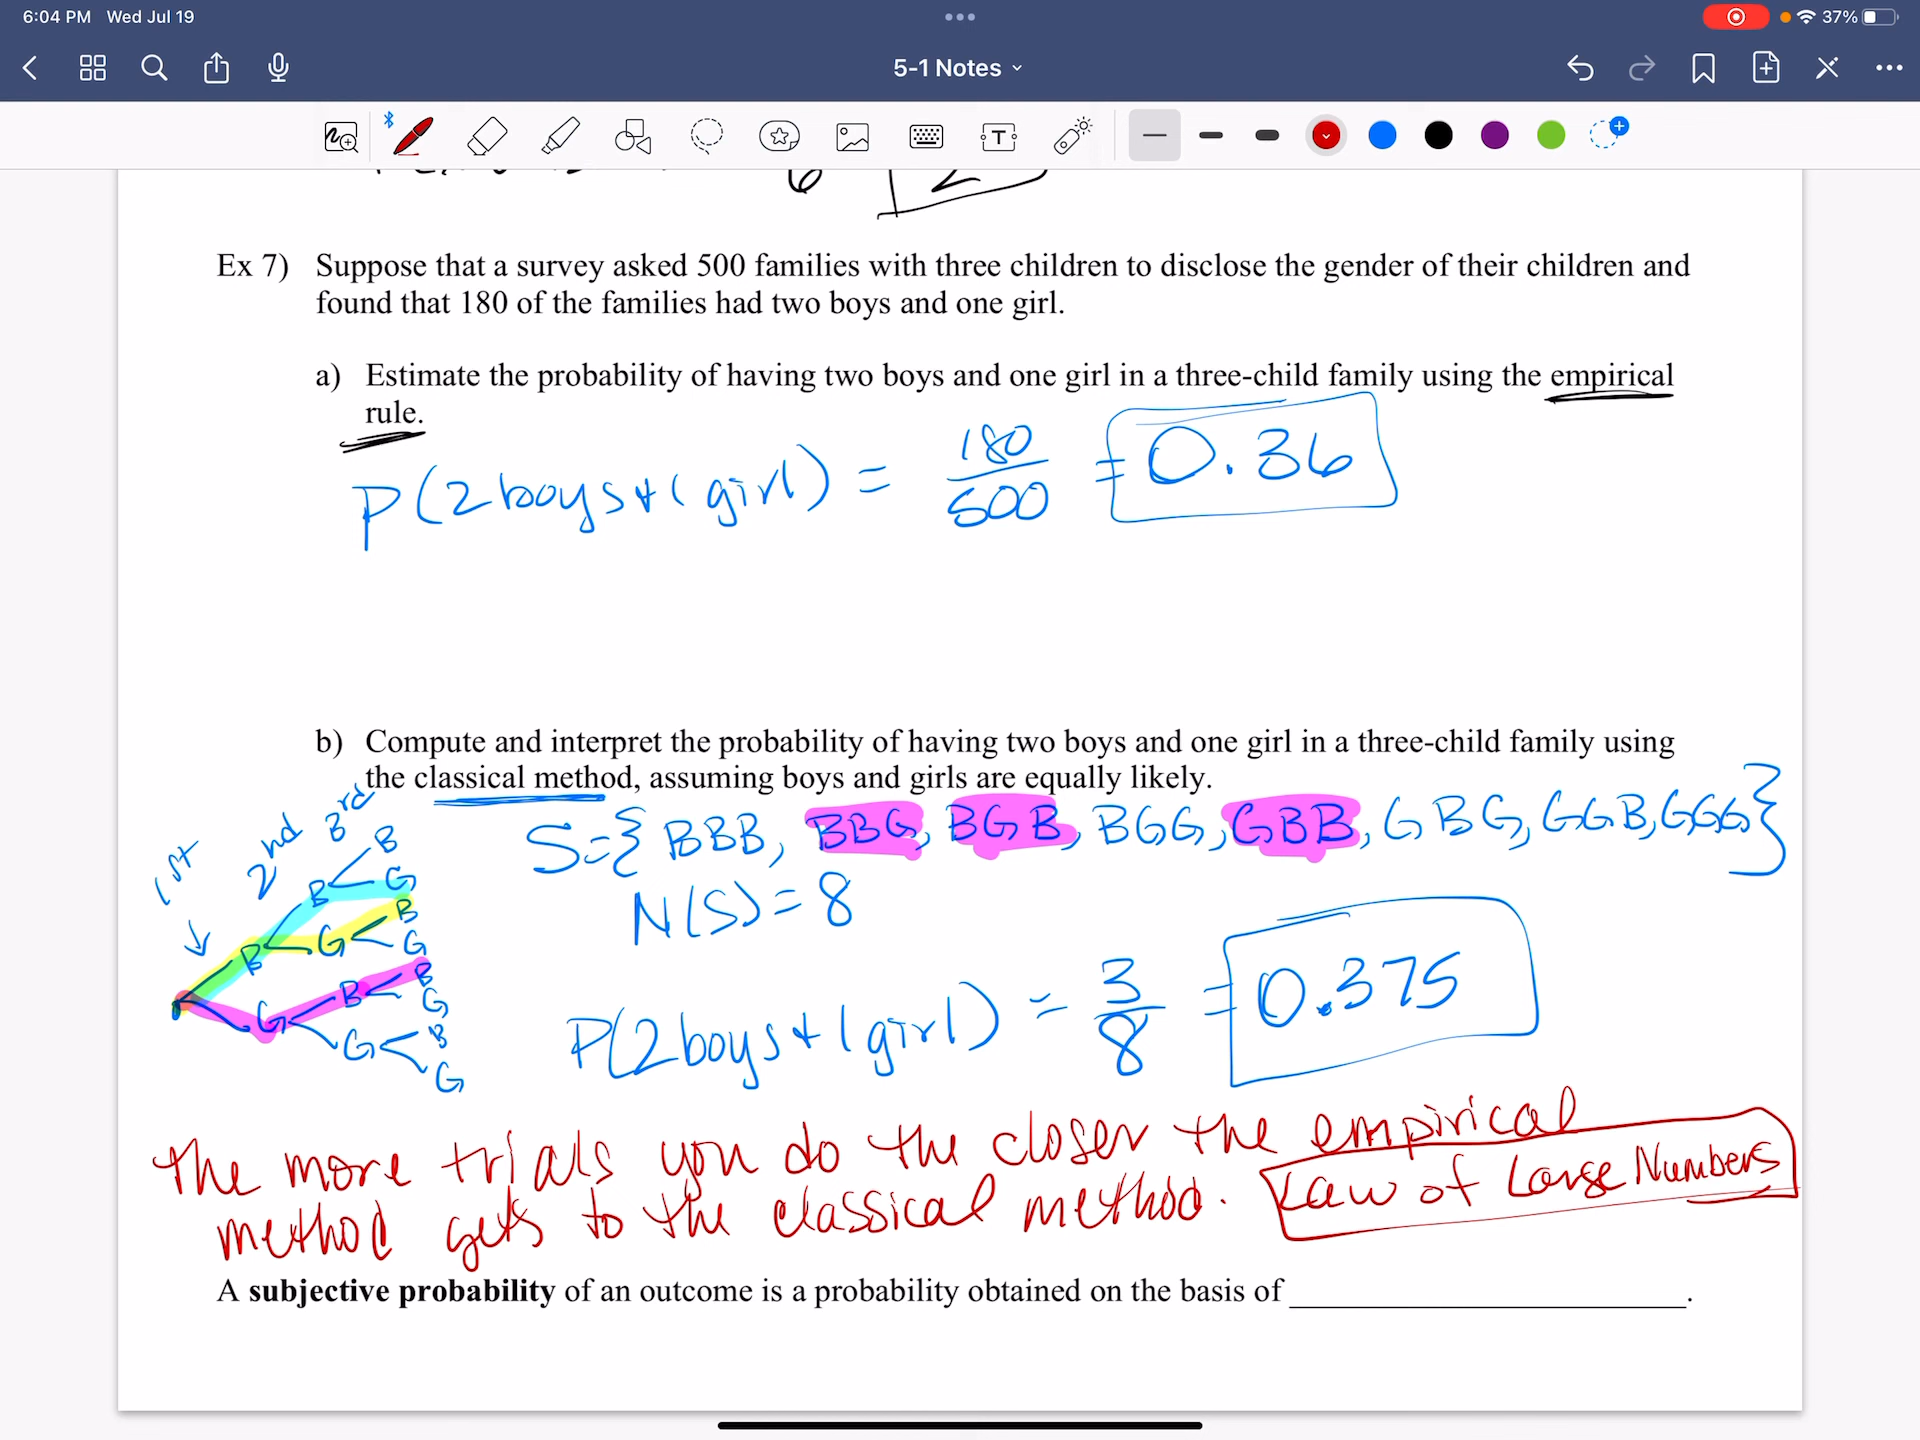 6:04 PM Wed Jul 19
37%
5-1 Notes
6 2
Ex 7) Suppose that a survey asked 500 families with three children to disclose the gender of their children and
found that 180 of the families had two boys and one girl.
a) Estimate the probability of having two boys and one girl in a three-child family using the empirical
rule.
P(2 boys + 1 girl) = 180/500 = 0.36
b) Compute and interpret the probability of having two boys and one girl in a three-child family using
the classical method, assuming boys and girls are equally likely.
S={ BBB, BBG, BGB, BGG, GBB, GBG, GGB, GGG}
1st 2nd 3rd
N(S)=8
B
B G
B
B G G
B
G B G
B
G G
P(2 boys + 1 girl) = 3/8 = 0.375
the more trials you do the closer the empirical
method gets to the classical method. Law of Large Numbers
A subjective probability of an outcome is a probability obtained on the basis of ____________________.